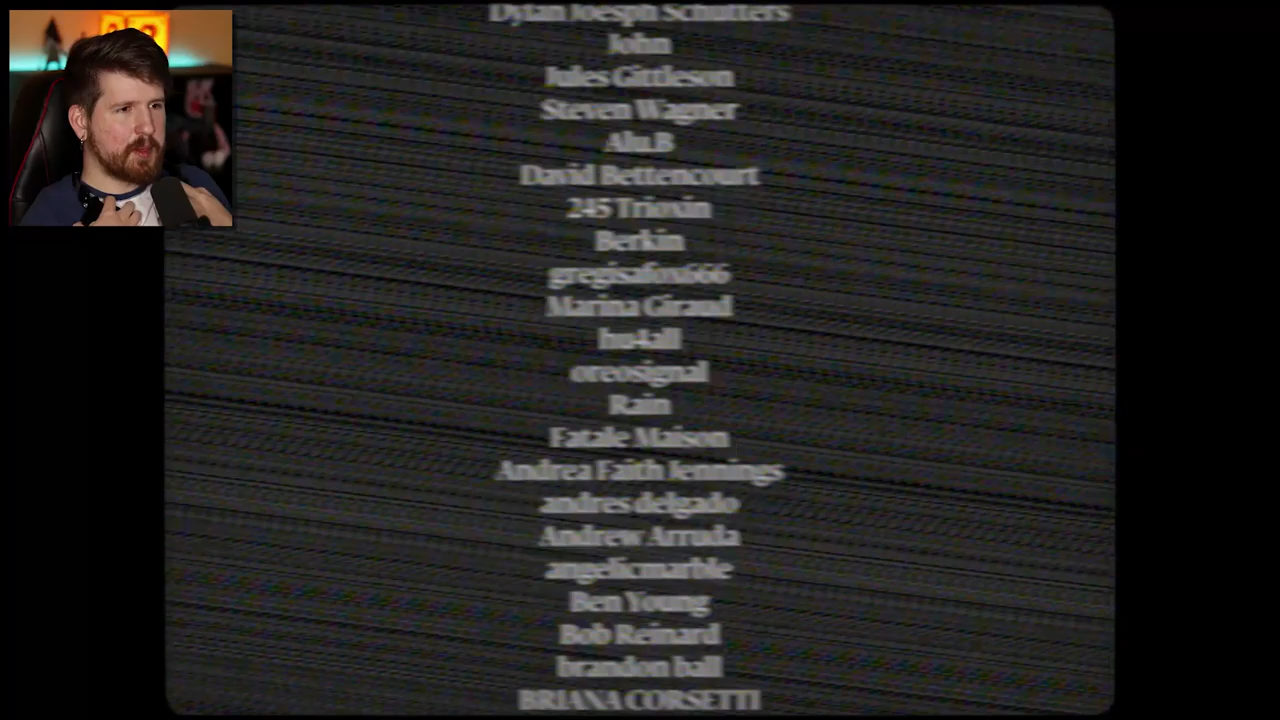 Dylan Joesph Schutters
John
Jules Gittleson
Steven Wagner
Alu.B
David Bettencourt
245 Trioxin
Berkin
gregisafox666
Marina Giraud
hu4all
oreosignal
Rain
Fatale Maison
Andrea Faith Jennings
andres delgado
Andrew Arruda
angelicmarble
Ben Young
Bob Reinard
brandon ball
BRIANA CORSETTI